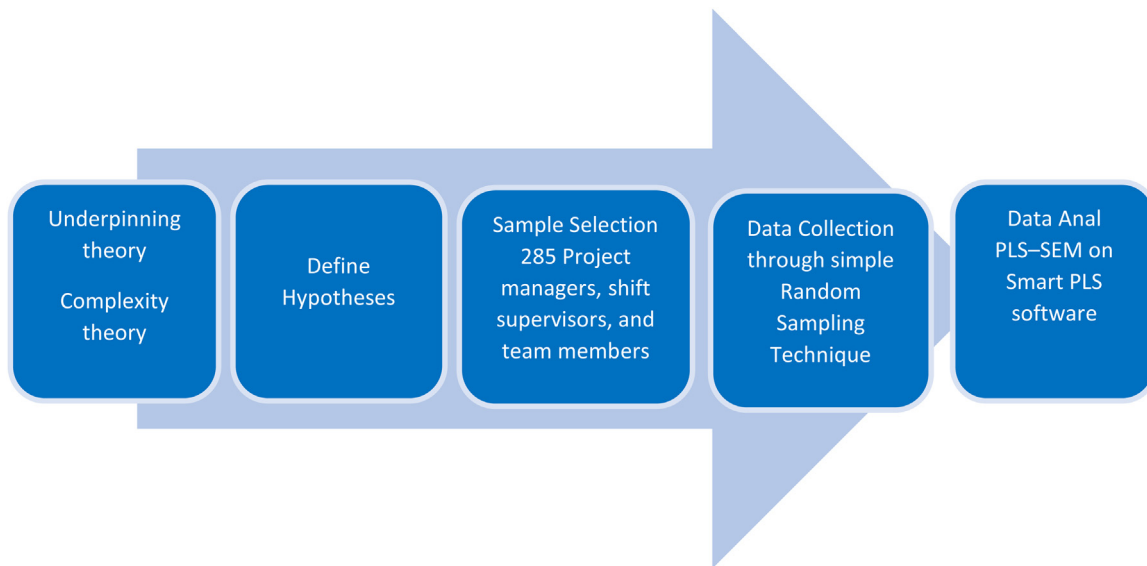 Underpinning
theory
Complexity
theory
Define
Hypotheses
Sample Selection
285 Project
managers, shift
supervisors, and
team members
Data Collection
through simple
Random
Sampling
Technique
Data Anal
PLS–SEM on
Smart PLS
software